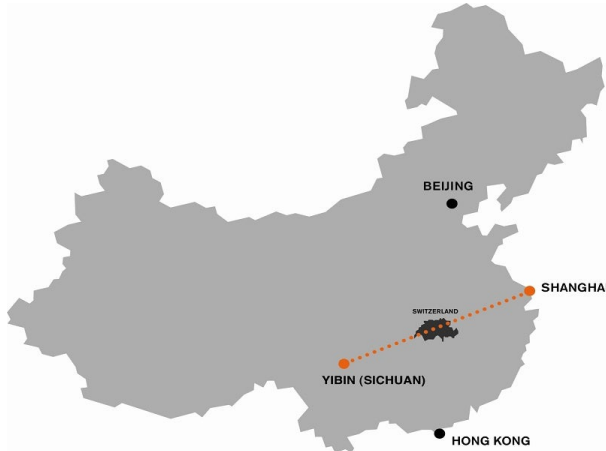 BEIJING
SHANGHA
SWITZERLAND
YIBIN (SICHUAN)
HONG KONG